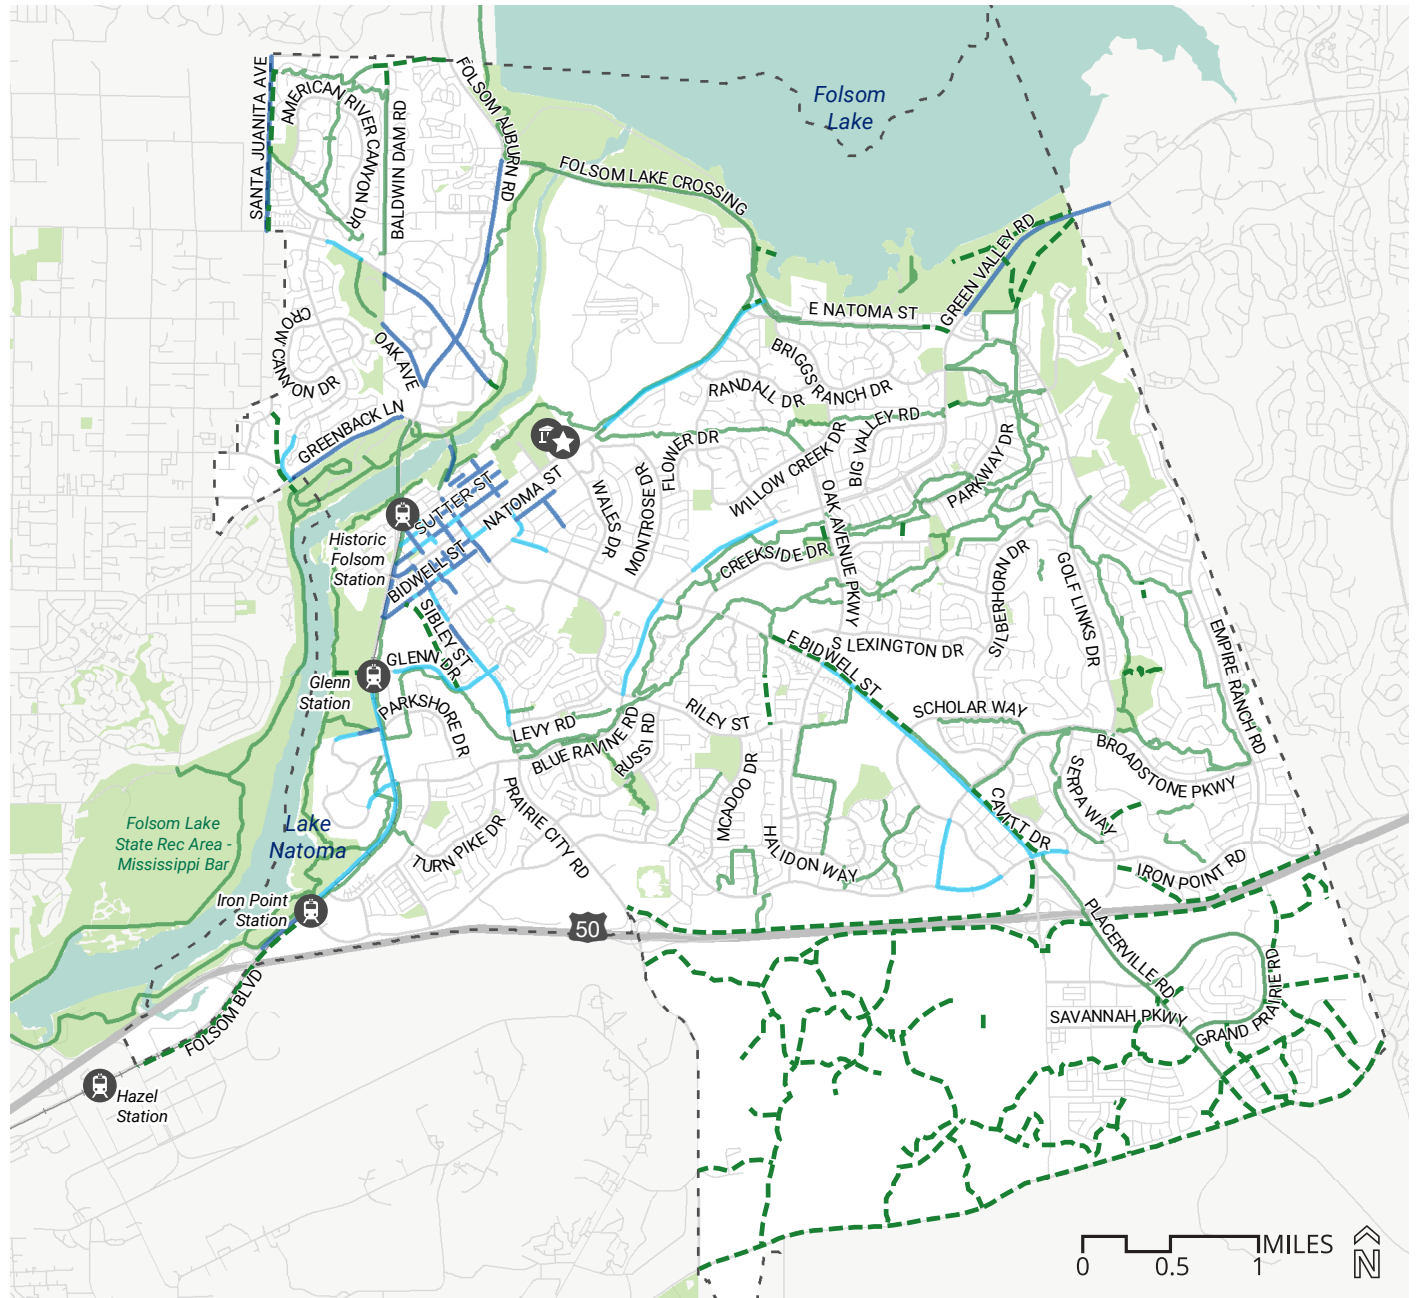 Folsom
Lake
SANTA JUANITA AVE
AMERICAN RIVER CANYON DR
BALDWIN DAM RD
FOLSOM AUBURN RD
FOLSOM LAKE CROSSING
GREEN VALLEY RD
E NATOMA ST
CROW CANYON DR
OAK AVE
BRIGGS RANCH DR
RANDALL DR
GREENBACK LN
FLOWER DR
BIG VALLEY RD
WILLOW CREEK DR
PARKWAY DR
SUTTER ST
NATOMA ST
WALES DR
MONTROSE DR
OAK AVENUE PKWY
Historic
Folsom
Station
BIDWELL ST
CREEKSIDE DR
SILBERHORN DR
GOLF LINKS DR
SIBLEY ST
GLENN DR
S LEXINGTON DR
E BIDWELL ST
EMPIRE RANCH RD
Glenn
Station
PARKSHORE DR
LEVY RD
BLUE RAVINE RD
RUSSI RD
RILEY ST
SCHOLAR WAY
BROADSTONE PKWY
SERPA WAY
MCADOO DR
PRAIRIE CITY RD
CAVITT DR
Folsom Lake
State Rec Area -
Mississippi Bar
Lake
Natoma
TURN PIKE DR
HALIDON WAY
IRON POINT RD
Iron Point
Station
50
PLACERVILLE RD
FOLSOM BLVD
SAVANNAH PKWY
GRAND PRAIRIE RD
Hazel
Station
MILES
0 0.5 1
N